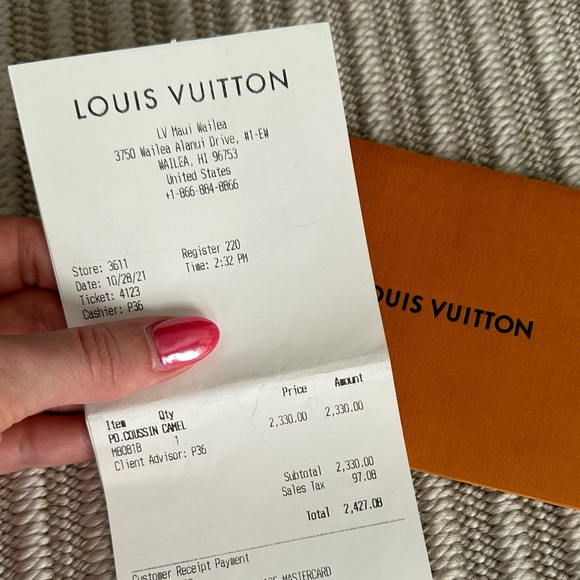 LOUIS VUITTON
LV Maui Wailea
3750 Wailea Alanui Drive, #1-EW
WAILEA, HI 96753
United States
+1-866-884-8866
Store: 3611
Register 220
Date: 10/28/21
Time: 2:32 PM
Ticket: 4123
Cashier: P36
Item Qty Price Amount
PO.COUSSIN CAMEL
M80818 1 2,330.00 2,330.00
Client Advisor: P36
Subtotal 2,330.00
Sales Tax 97.08
Total 2,427.08
Customer Receipt Payment
MASTERCARD
OUIS VUITTON